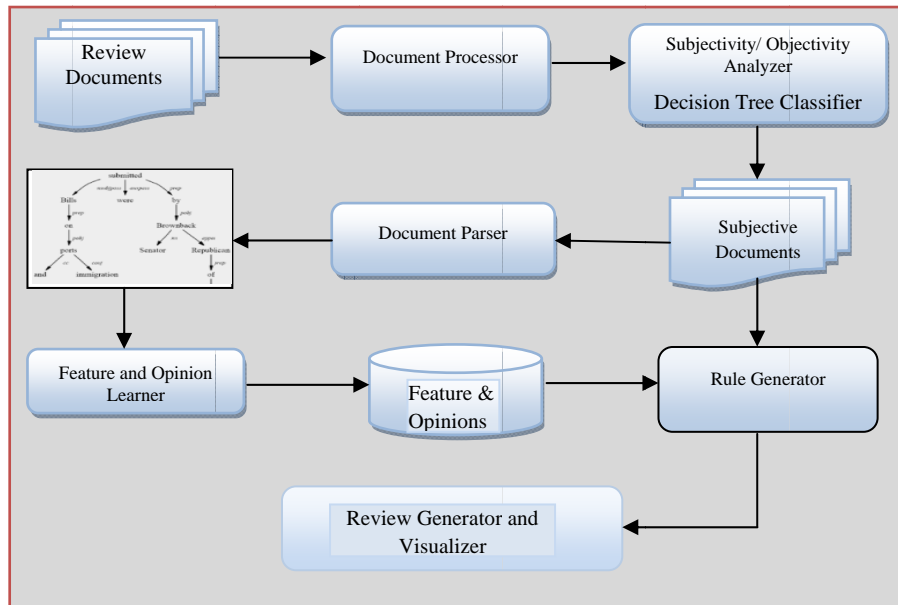 Review
Documents
Document Processor
Subjectivity/ Objectivity
Analyzer
Decision Tree Classifier
submitted
Bills
were
by
on
Brownback
ports
Senator
Republican
and
immigration
of
Document Parser
Subjective
Documents
Feature and Opinion
Learner
Feature &
Opinions
Rule Generator
Review Generator and
Visualizer